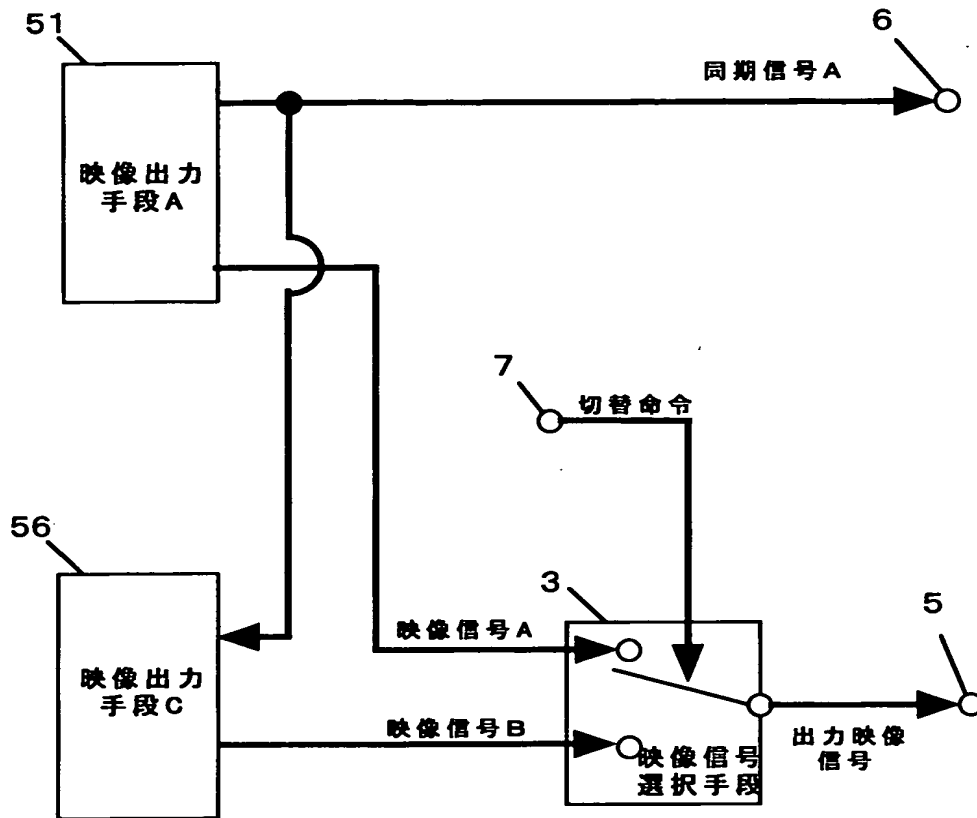 51
6
同期信号A
映像出力
手段A
7
切替命令
56
3
5
映像信号A
映像出力
手段C
映像信号B
出力映像
信号
映像信号
選択手段